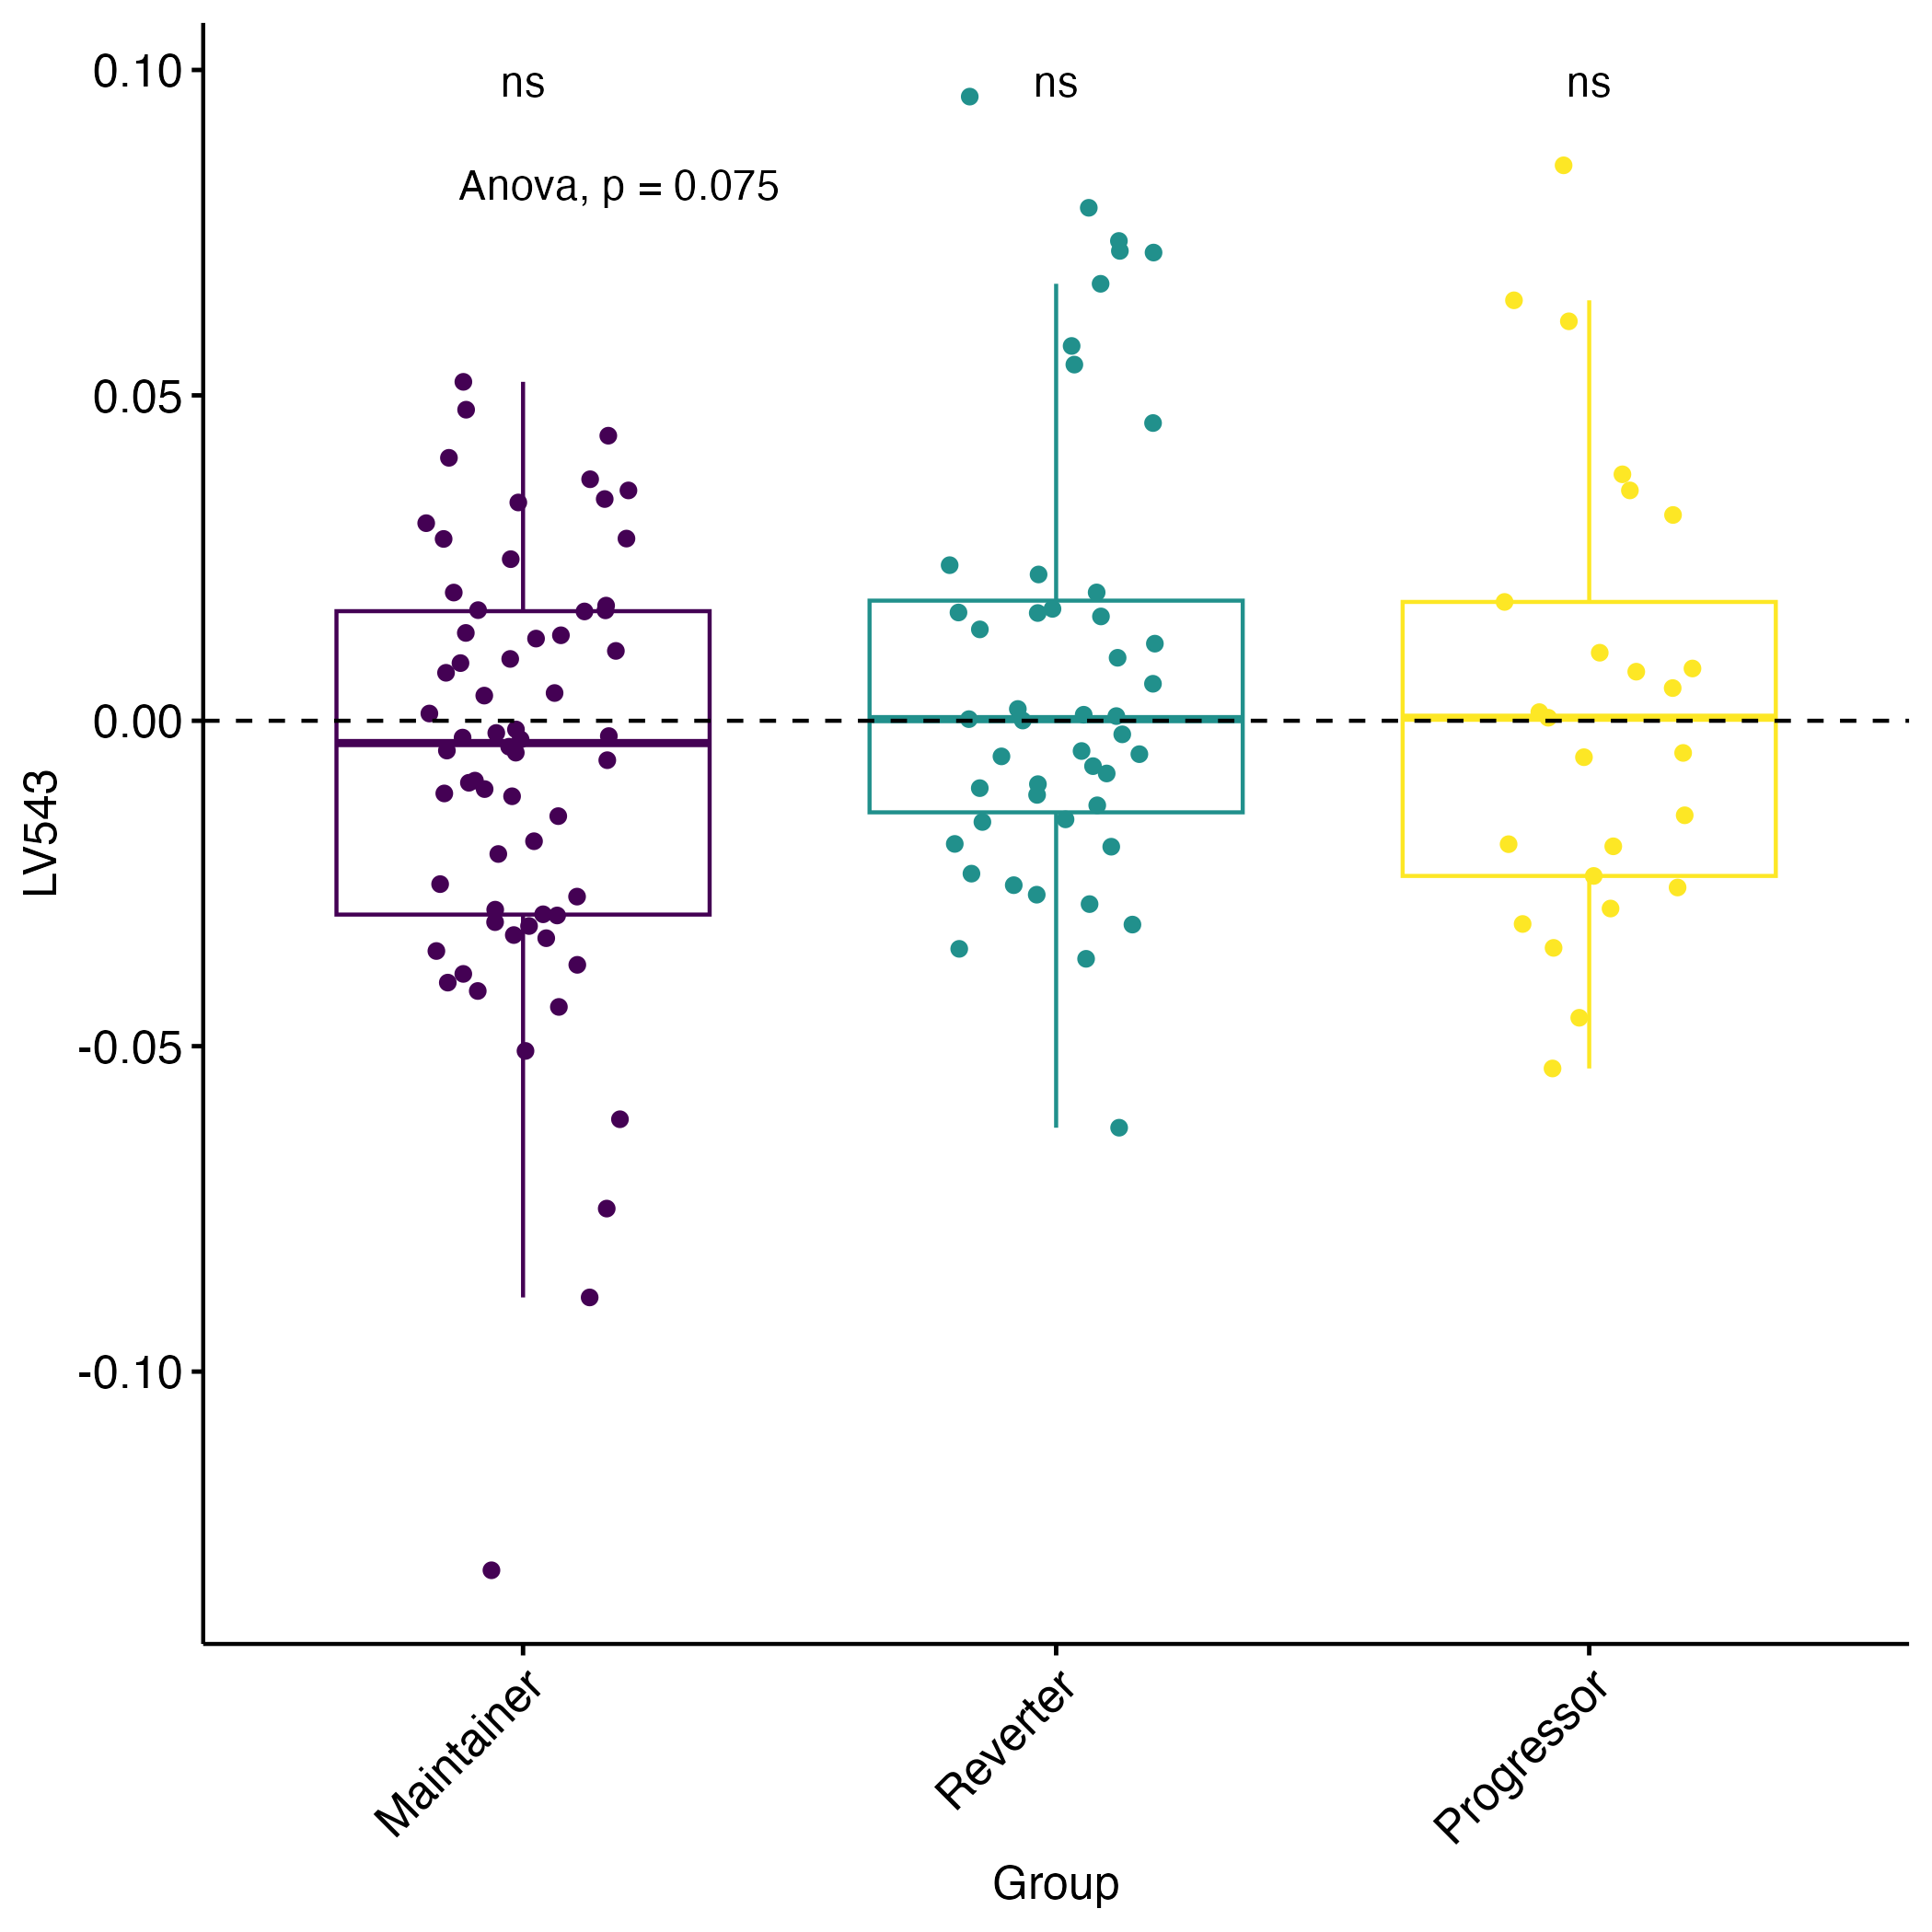 ns ns ns
Anova, p = 0.075
0.10
0.05
0.00
-0.05
-0.10
LV543
Maintainer
Reverter
Progressor
Group